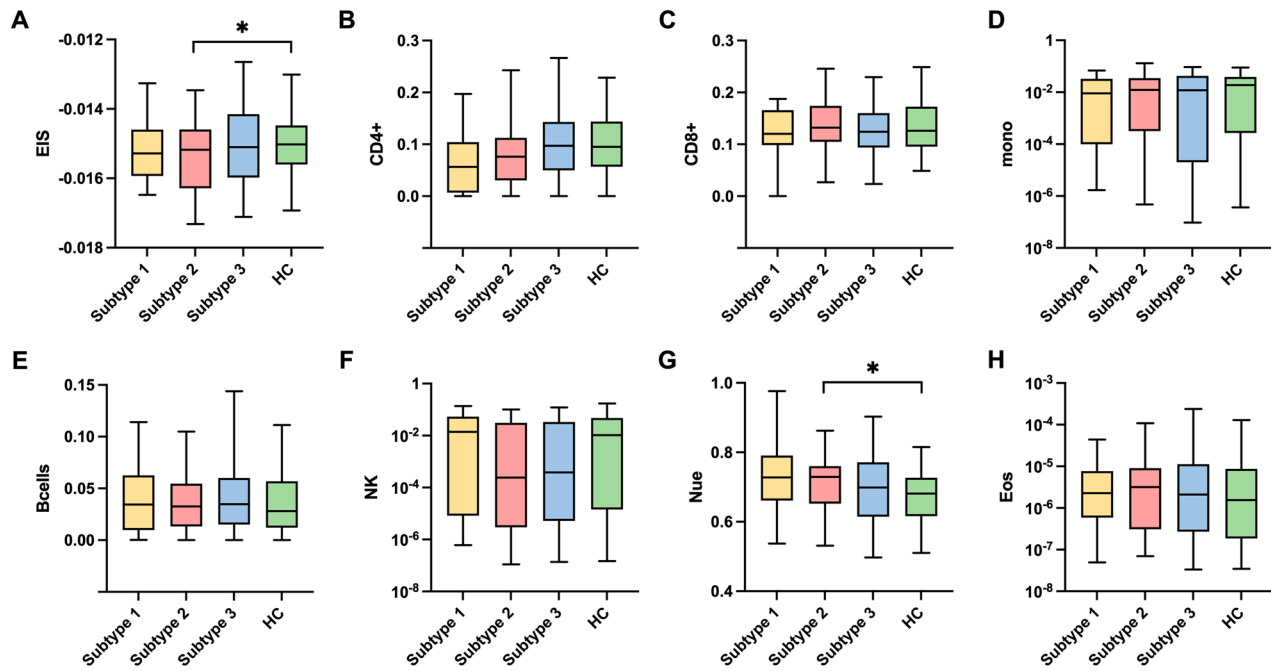 A
EIS
-0.012
-0.014
-0.016
-0.018
*
Subtype 1
Subtype 2
Subtype 3
HC
B
CD4+
0.3
0.2
0.1
0.0
Subtype 1
Subtype 2
Subtype 3
HC
C
CD8+
0.3
0.2
0.1
0.0
Subtype 1
Subtype 2
Subtype 3
HC
D
mono
1
10⁻²
10⁻⁴
10⁻⁶
10⁻⁸
Subtype 1
Subtype 2
Subtype 3
HC
E
Bcells
0.15
0.10
0.05
0.00
Subtype 1
Subtype 2
Subtype 3
HC
F
NK
1
10⁻²
10⁻⁴
10⁻⁶
10⁻⁸
Subtype 1
Subtype 2
Subtype 3
HC
G
Nue
1.0
0.8
0.6
0.4
*
Subtype 1
Subtype 2
Subtype 3
HC
H
Eos
10⁻³
10⁻⁴
10⁻⁵
10⁻⁶
10⁻⁷
10⁻⁸
Subtype 1
Subtype 2
Subtype 3
HC